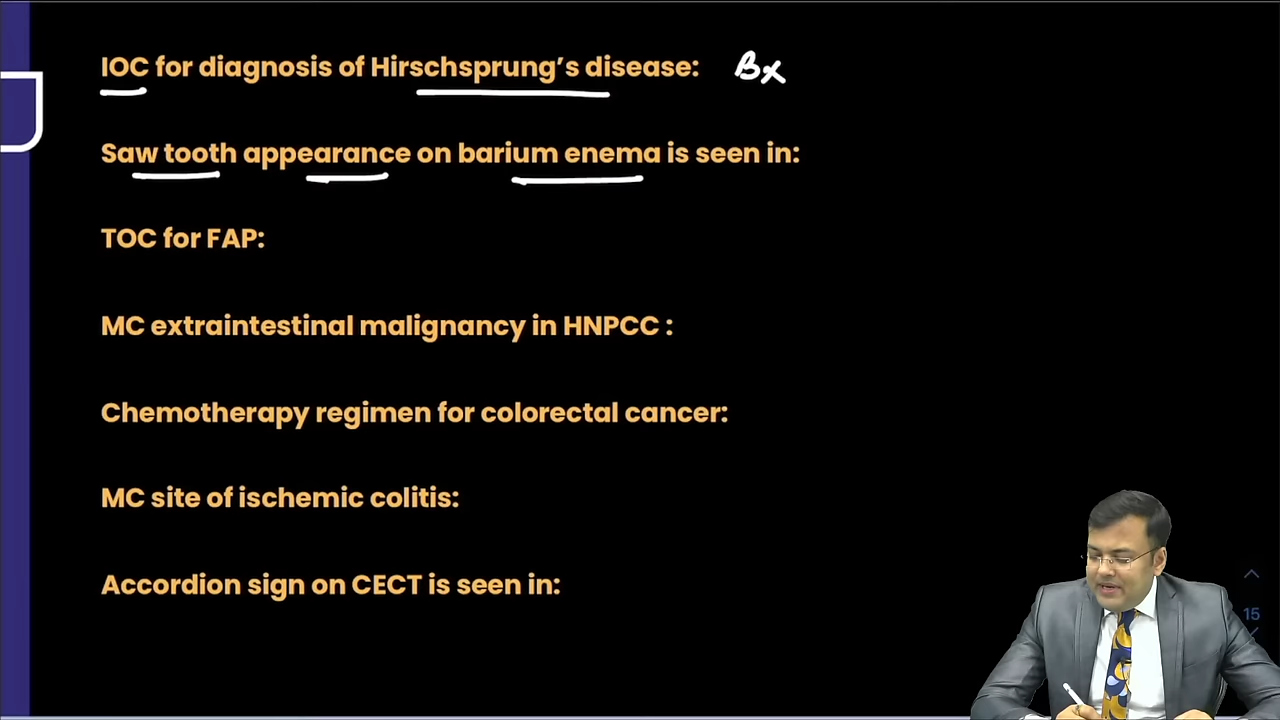 IOC for diagnosis of Hirschsprung's disease: Bx
Saw tooth appearance on barium enema is seen in:
TOC for FAP:
MC extraintestinal malignancy in HNPCC :
Chemotherapy regimen for colorectal cancer:
MC site of ischemic colitis:
Accordion sign on CECT is seen in:
15